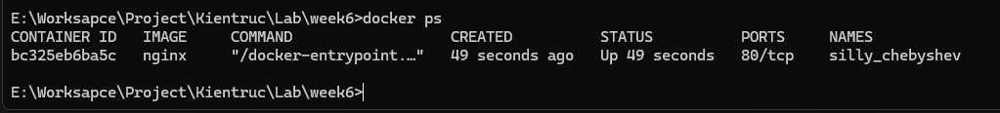 E:\Worksapce\Project\Kientruc\Lab\week6>docker ps
CONTAINER ID   IMAGE     COMMAND                  CREATED          STATUS          PORTS     NAMES
bc325eb6ba5c   nginx     "/docker-entrypoint.…"   49 seconds ago   Up 49 seconds   80/tcp    silly_chebyshev
E:\Worksapce\Project\Kientruc\Lab\week6>